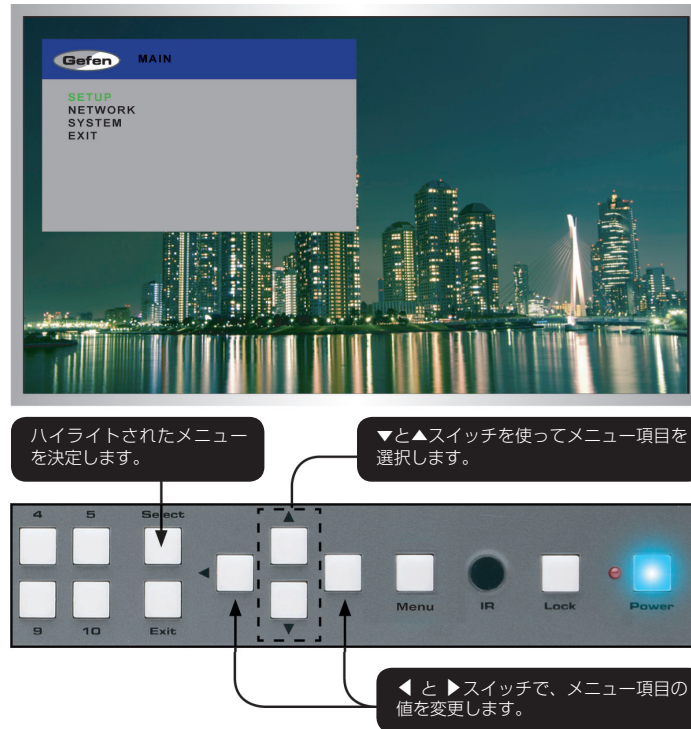 Gefen MAIN
SETUP
NETWORK
SYSTEM
EXIT
ハイライトされたメニュー
を決定します。
▼と▲スイッチを使ってメニュー項目を
選択します。
4 5 Select ▲
◀
Menu IR Lock Power
9 10 Exit ▼
◀ と ▶スイッチで、メニュー項目の
値を変更します。